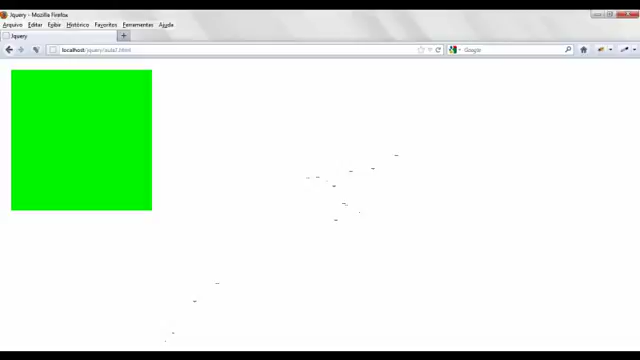 Jquery - Mozilla Firefox
Arquivo Editar Exibir Histórico Favoritos Ferramentas Ajuda
Jquery
localhost/jquery/aula2.html
Google